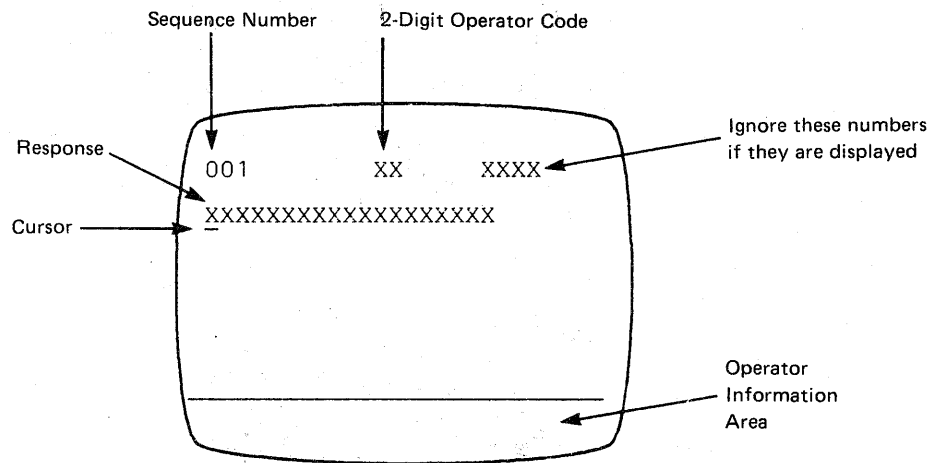 Sequence Number
2-Digit Operator Code
Ignore these numbers
if they are displayed
Response
001 XX XXXX
XXXXXXXXXXXXXXXXXXX
Cursor
Operator
Information
Area